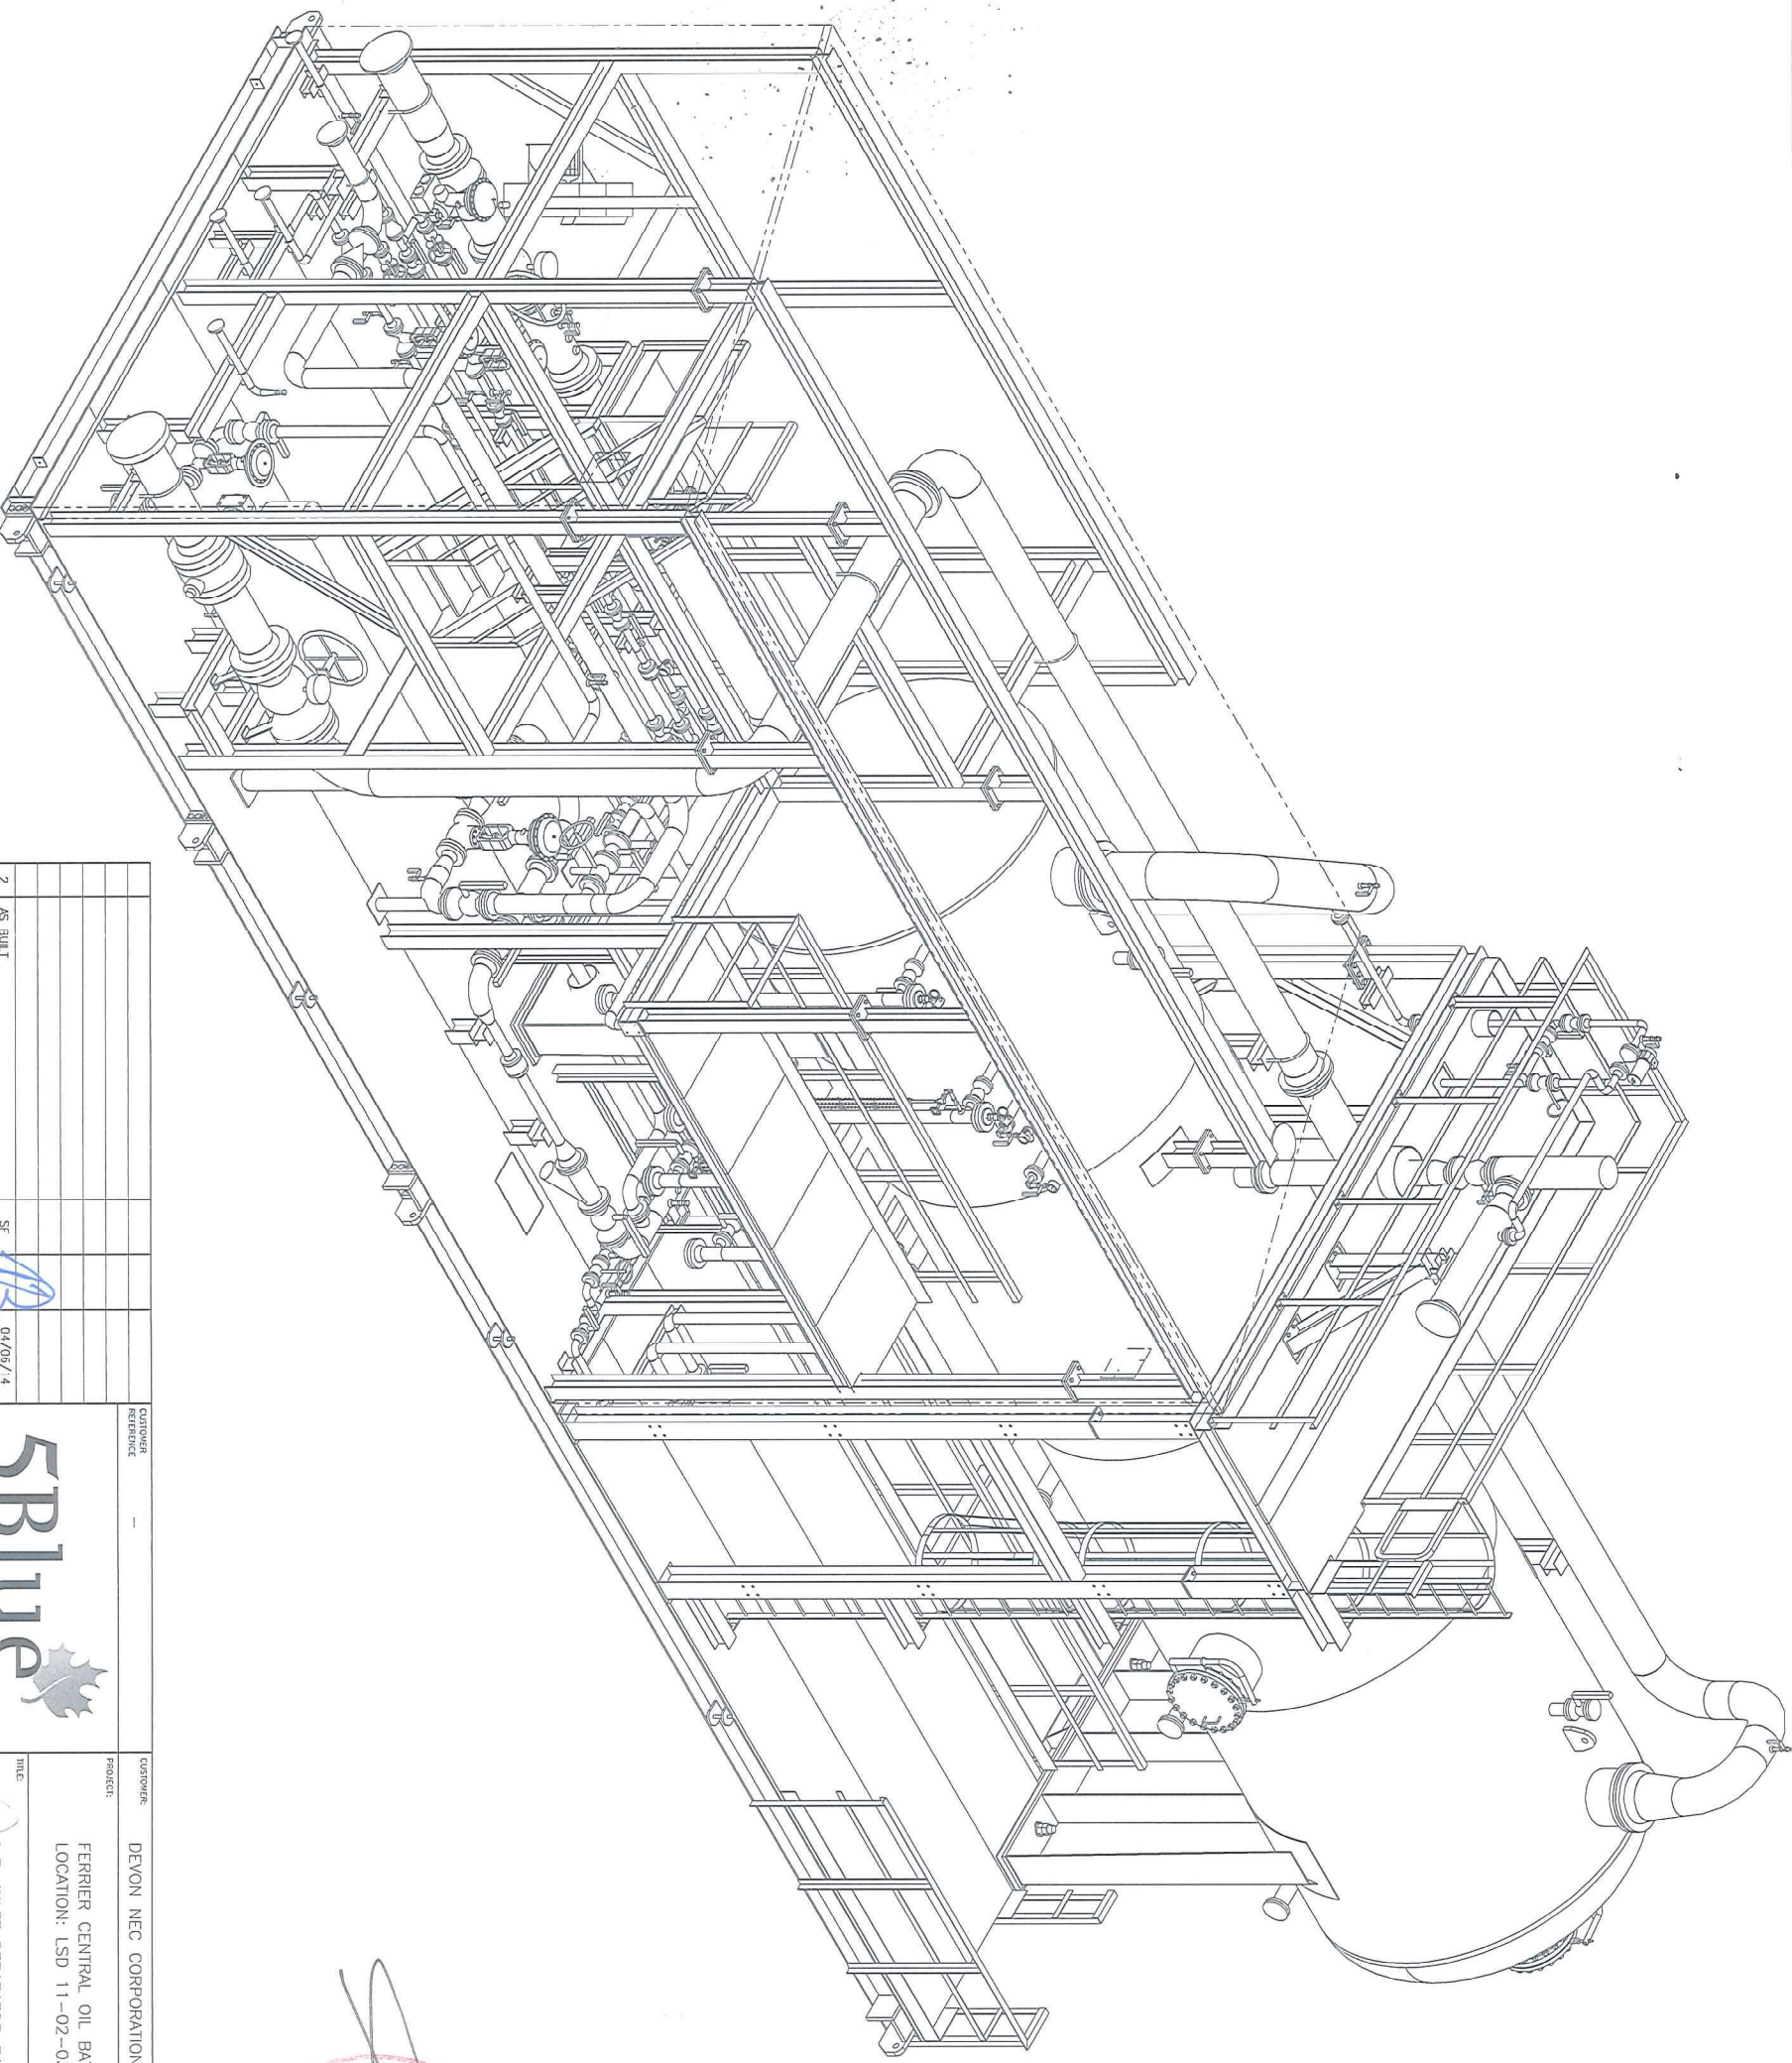 2 AS BUILT SF 04/06/14
CUSTOMER
REFERENCE —
5Blue
CUSTOMER: DEVON NEC CORPORATION
PROJECT:
FERRIER CENTRAL OIL
LOCATION: LSD 11-02-0
TITLE: